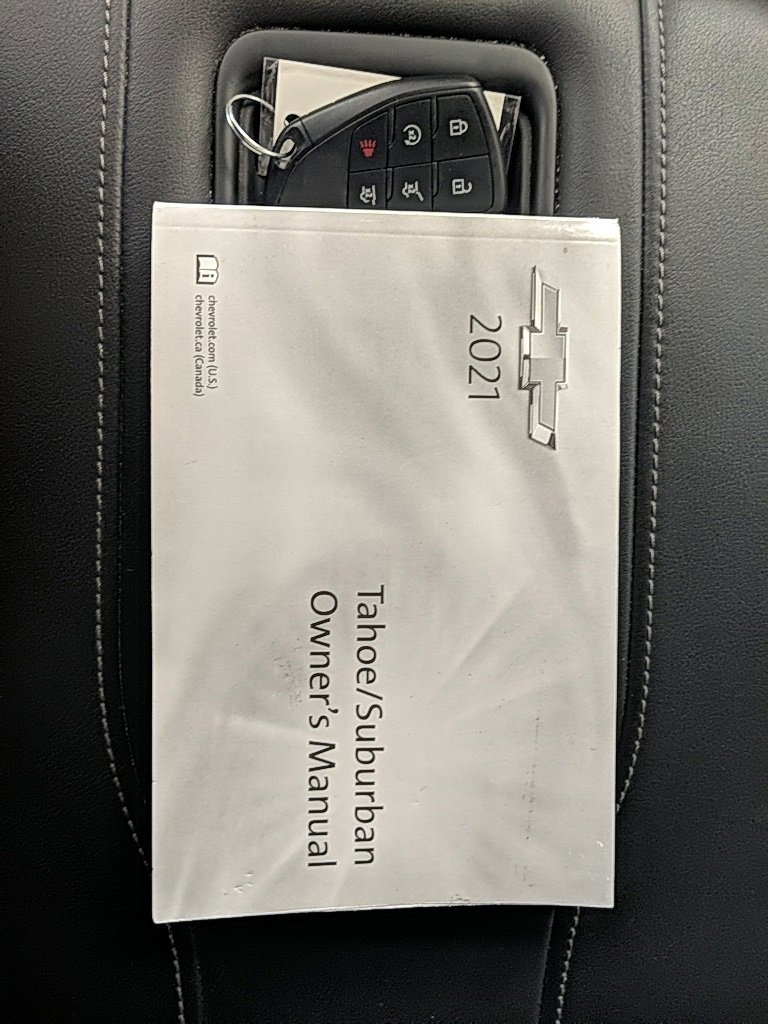 2021
Tahoe/Suburban
Owner's Manual
chevrolet.com (U.S.)
chevrolet.ca (Canada)